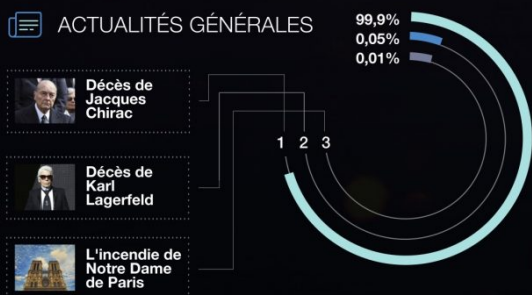 ACTUALITÉS GÉNÉRALES
99,9%
0,05%
0,01%
Décès de
Jacques
Chirac
1 2 3
Décès de
Karl
Lagerfeld
L'incendie de
Notre Dame
de Paris